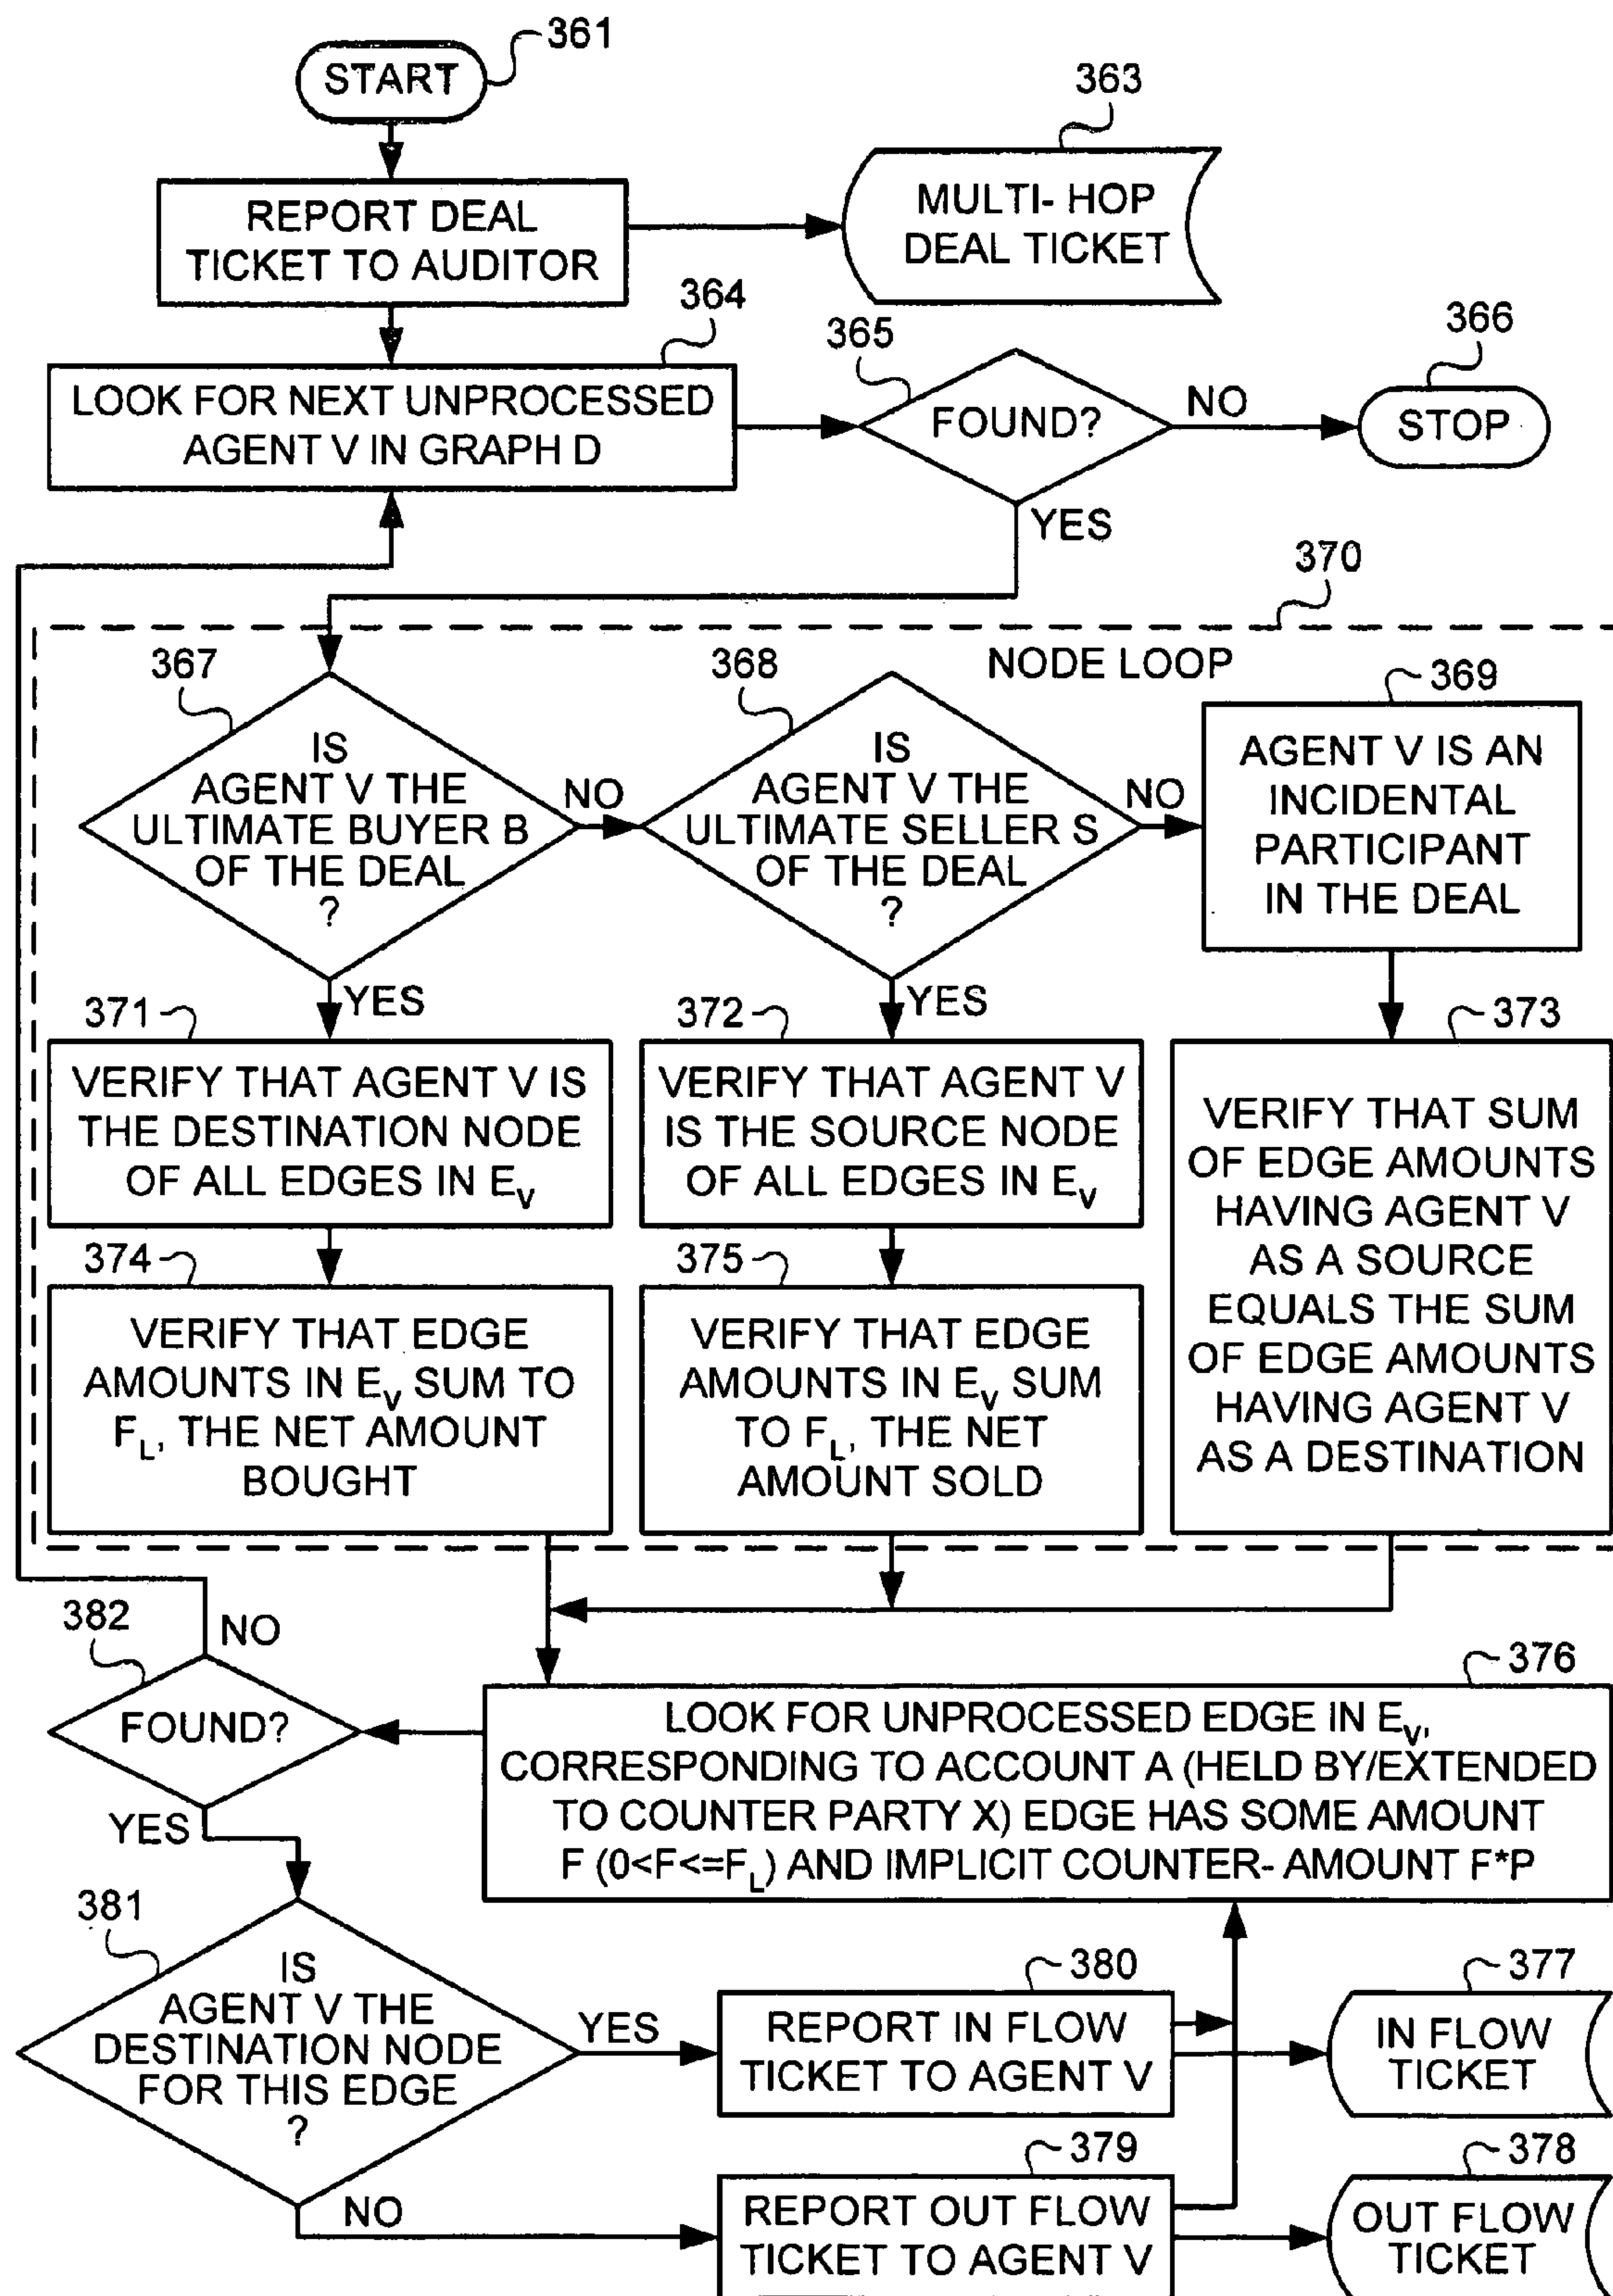 361
START
363
REPORT DEAL
TICKET TO AUDITOR
MULTI- HOP
DEAL TICKET
364
365
366
LOOK FOR NEXT UNPROCESSED
AGENT V IN GRAPH D
FOUND?
NO
STOP
YES
370
NODE LOOP
367
368
369
IS
AGENT V THE
ULTIMATE BUYER B
OF THE DEAL
?
NO
IS
AGENT V THE
ULTIMATE SELLER S
OF THE DEAL
?
NO
AGENT V IS AN
INCIDENTAL
PARTICIPANT
IN THE DEAL
YES
YES
371
372
373
VERIFY THAT AGENT V IS
THE DESTINATION NODE
OF ALL EDGES IN EV
VERIFY THAT AGENT V
IS THE SOURCE NODE
OF ALL EDGES IN EV
VERIFY THAT SUM
OF EDGE AMOUNTS
HAVING AGENT V
AS A SOURCE
EQUALS THE SUM
OF EDGE AMOUNTS
HAVING AGENT V
AS A DESTINATION
374
375
VERIFY THAT EDGE
AMOUNTS IN EV SUM TO
FL, THE NET AMOUNT
BOUGHT
VERIFY THAT EDGE
AMOUNTS IN EV SUM
TO FL, THE NET
AMOUNT SOLD
382
NO
FOUND?
YES
376
LOOK FOR UNPROCESSED EDGE IN EV,
CORRESPONDING TO ACCOUNT A (HELD BY/EXTENDED
TO COUNTER PARTY X) EDGE HAS SOME AMOUNT
F (0<F<=FL) AND IMPLICIT COUNTER- AMOUNT F*P
381
IS
AGENT V THE
DESTINATION NODE
FOR THIS EDGE
?
YES
380
REPORT IN FLOW
TICKET TO AGENT V
377
IN FLOW
TICKET
NO
379
REPORT OUT FLOW
TICKET TO AGENT V
378
OUT FLOW
TICKET